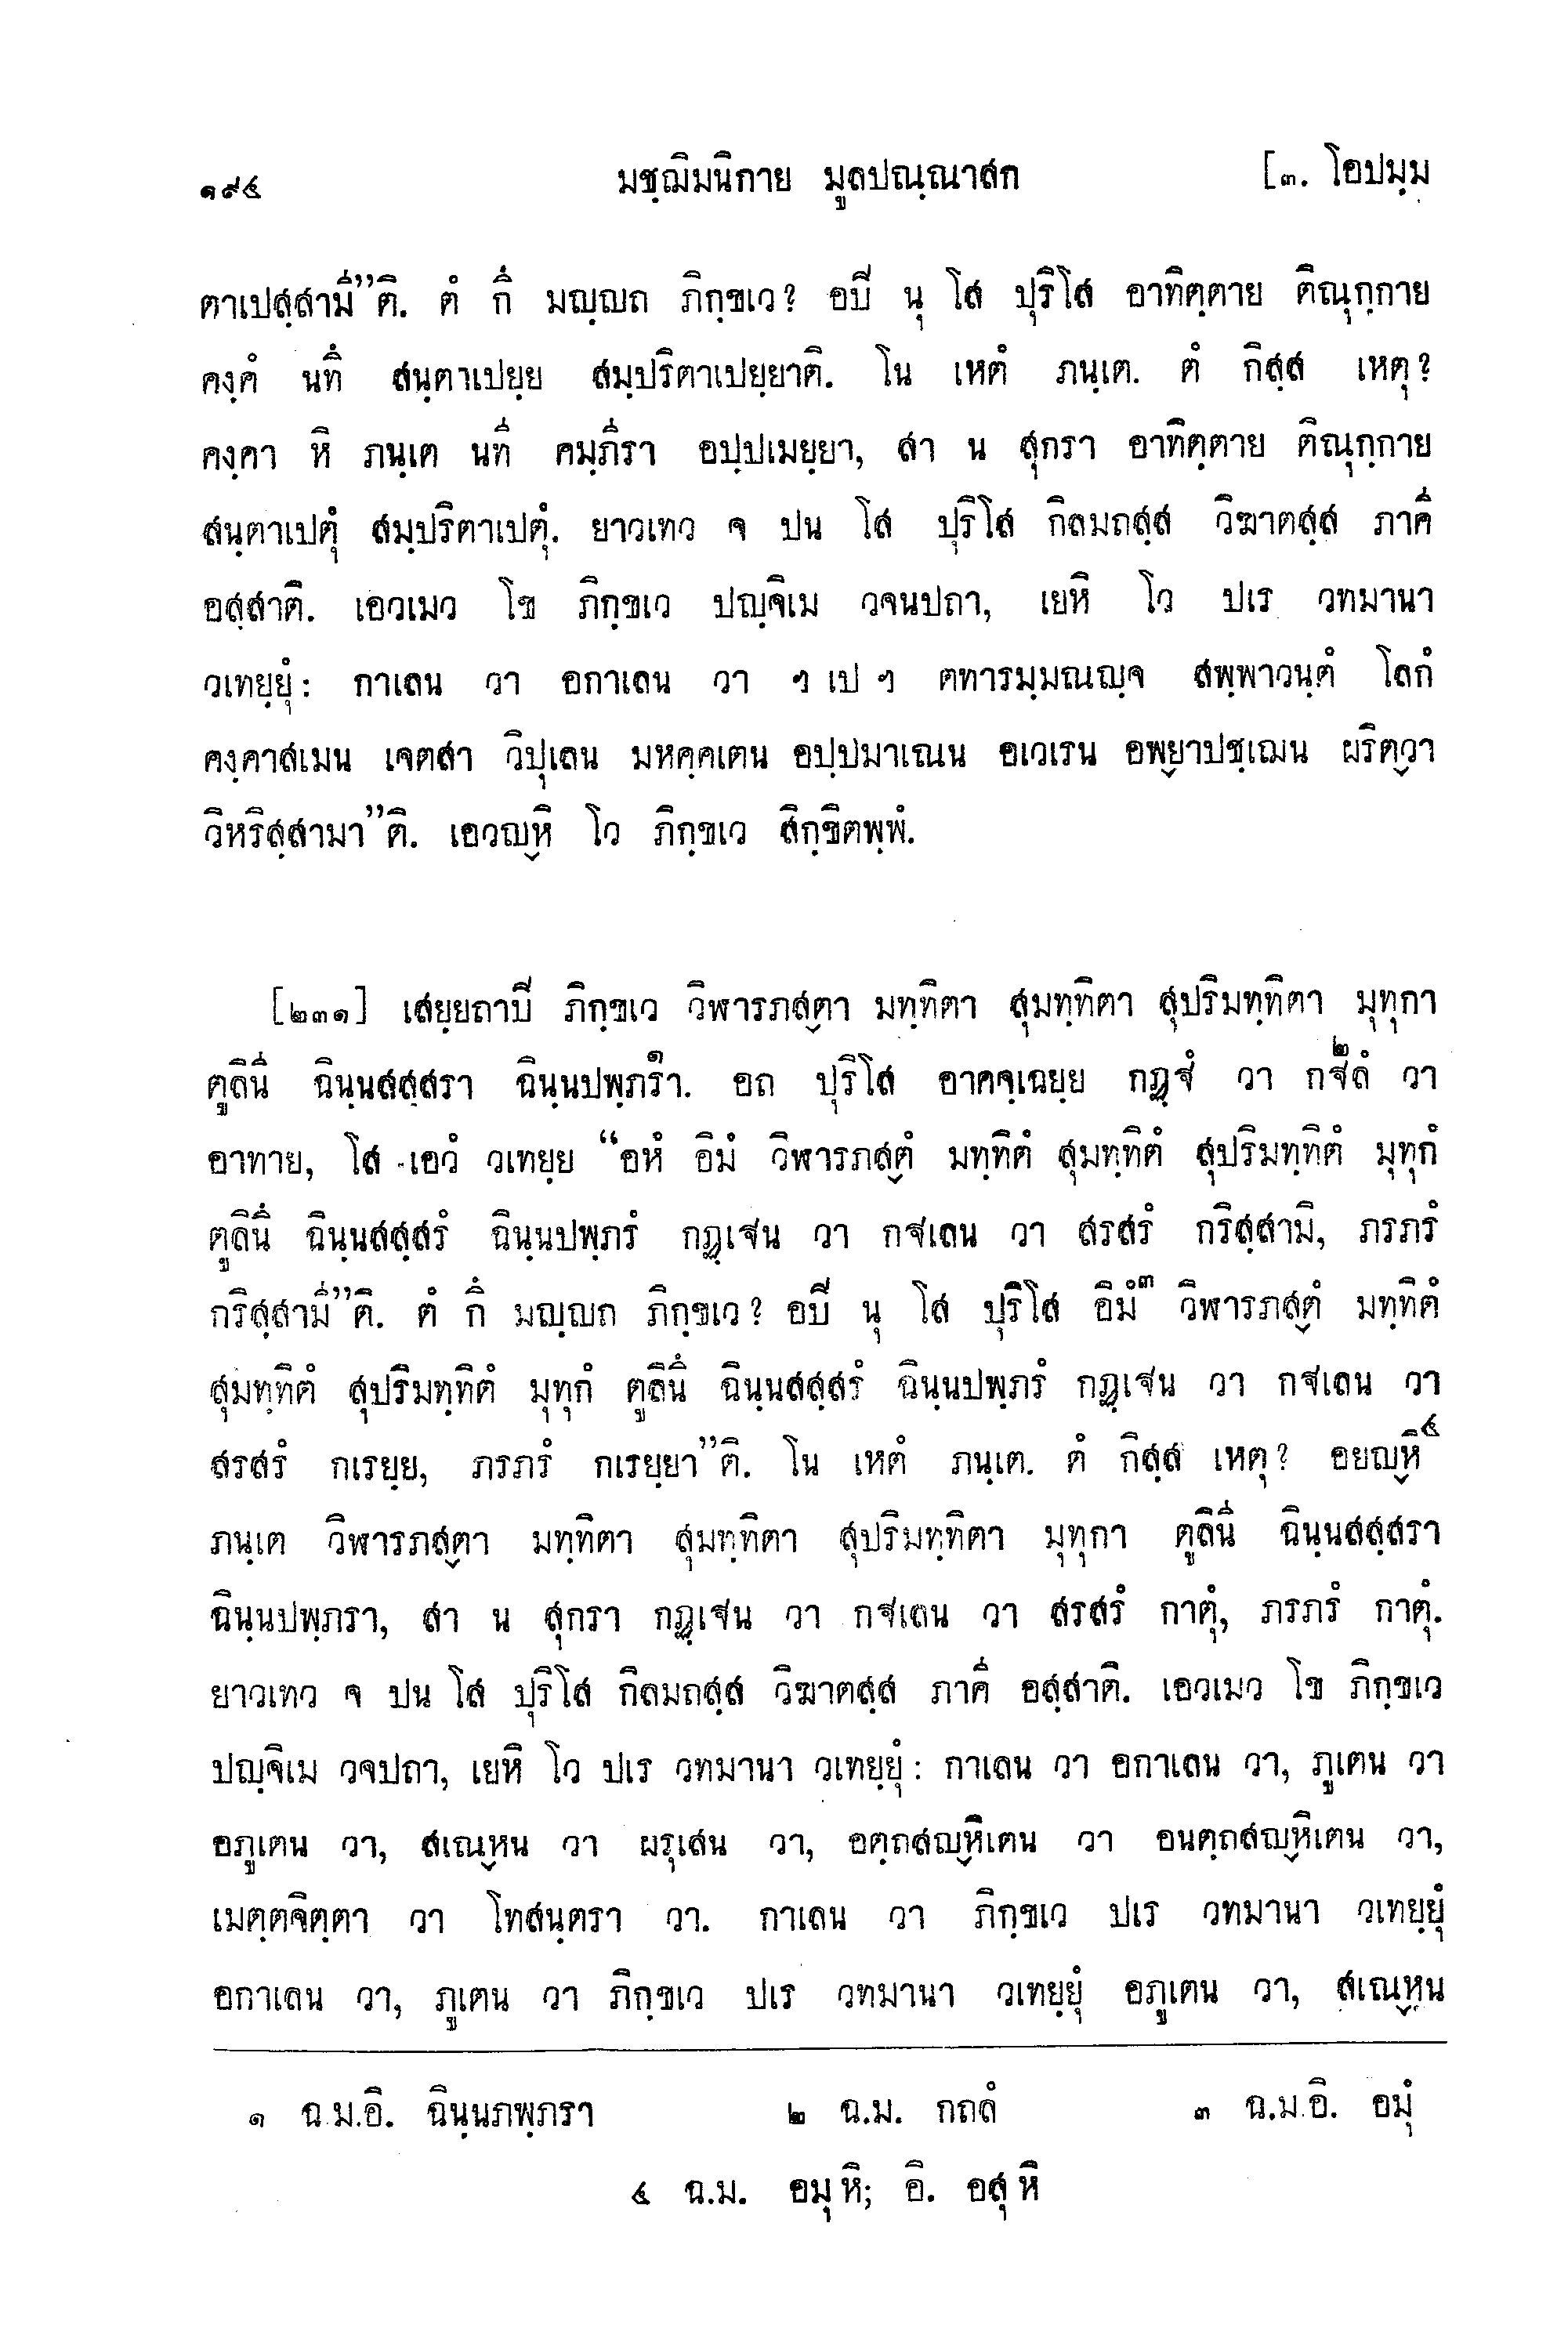 ๑๙๔ มชฺฌิมนิกาย มูลปณฺณาสก [๓. โอปมฺม
ตาเปสฺสามี”ติ. ตํ กึ มญฺญถ ภิกฺขเว? อปี นุ โส ปุริโส อาทิตฺตาย ติณุกฺกาย
คงฺคํ นทึ สนฺตาเปยฺย สมฺปริตาเปยฺยาติ. โน เหตํ ภนฺเต. ตํ กิสฺส เหตุ?
คงฺคา หิ ภนฺเต นที คมฺภีรา อปฺปเมยฺยา, สา น สุกรา อาทิตฺตาย ติณุกฺกาย
สนฺตาเปตุํ สมฺปริตาเปตุํ. ยาวเทว จ ปน โส ปุริโส กิลมถสฺส วิฆาตสฺส ภาคี
อสฺสาติ. เอวเมว โข ภิกฺขเว ปญฺจิเม วจนปถา, เยหิ โว ปเร วทมานา
วเทยฺยุํ: กาเลน วา อกาเลน วา ฯ เป ฯ ตทารมฺมณญฺจ สพฺพาวนฺตํ โลกํ
คงฺคาสเมน เจตสา วิปุเลน มหคฺคเตน อปฺปมาเณน อเวเรน อพฺยาปชฺเฌน ผริตฺวา
วิหริสฺสามา”ติ. เอวญฺหิ โว ภิกฺขเว สิกฺขิตพฺพํ.
[๒๓๑] เสยฺยถาปี ภิกฺขเว วิฬารภสฺตา มทฺทิตา สุมทฺทิตา สุปริมทฺทิตา มุทุกา
ตูลินี ฉินฺนสสฺสรา ฉินฺนปพฺภรา๑. อถ ปุริโส อาคจฺเฉยฺย กฏฺฐํ วา กฐลํ๒ วา
อาทาย, โส เอวํ วเทยฺย “อหํ อิมํ วิฬารภสฺตํ มทฺทิตํ สุมทฺทิตํ สุปริมทฺทิตํ มุทุกํ
ตูลินึ ฉินฺนสสฺสรํ ฉินฺนปพฺภรํ กฏฺเฐน วา กฐเลน วา สรสรํ กริสฺสามิ, ภรภรํ
กริสฺสามี”ติ. ตํ กึ มญฺญถ ภิกฺขเว? อปี นุ โส ปุริโส อิมํ๓ วิฬารภสฺตํ มทฺทิตํ
สุมทฺทิตํ สุปริมทฺทิตํ มุทุกํ ตูลินึ ฉินฺนสสฺสรํ ฉินฺนปพฺภรํ กฏฺเฐน วา กฐเลน วา
สรสรํ กเรยฺย, ภรภรํ กเรยฺยา”ติ. โน เหตํ ภนฺเต. ตํ กิสฺส เหตุ? อยญฺหิ๔
ภนฺเต วิฬารภสฺตา มทฺทิตา สุมทฺทิตา สุปริมทฺทิตา มุทุกา ตูลินี ฉินฺนสสฺสรา
ฉินฺนปพฺภรา, สา น สุกรา กฏฺเฐน วา กฐเลน วา สรสรํ กาตุํ, ภรภรํ กาตุํ.
ยาวเทว จ ปน โส ปุริโส กิลมถสฺส วิฆาตสฺส ภาคี อสฺสาติ. เอวเมว โข ภิกฺขเว
ปญฺจิเม วจปถา, เยหิ โว ปเร วทมานา วเทยฺยุํ: กาเลน วา อกาเลน วา, ภูเตน วา
อภูเตน วา, สเณฺหน วา ผรุเสน วา, อตฺถสญฺหิเตน วา อนตฺถสญฺหิเตน วา,
เมตฺตจิตฺตา วา โทสนฺตรา วา. กาเลน วา ภิกฺขเว ปเร วทมานา วเทยฺยุํ
อกาเลน วา, ภูเตน วา ภิกฺขเว ปเร วทมานา วเทยฺยุํ อภูเตน วา, สเณฺหน
๑ ฉ.ม.อิ. ฉินฺนภพฺภรา ๒ ฉ.ม. กถลํ ๓ ฉ.ม.อิ. อมุํ
๔ ฉ.ม. อมุ หิ; อิ. อสุ หิ